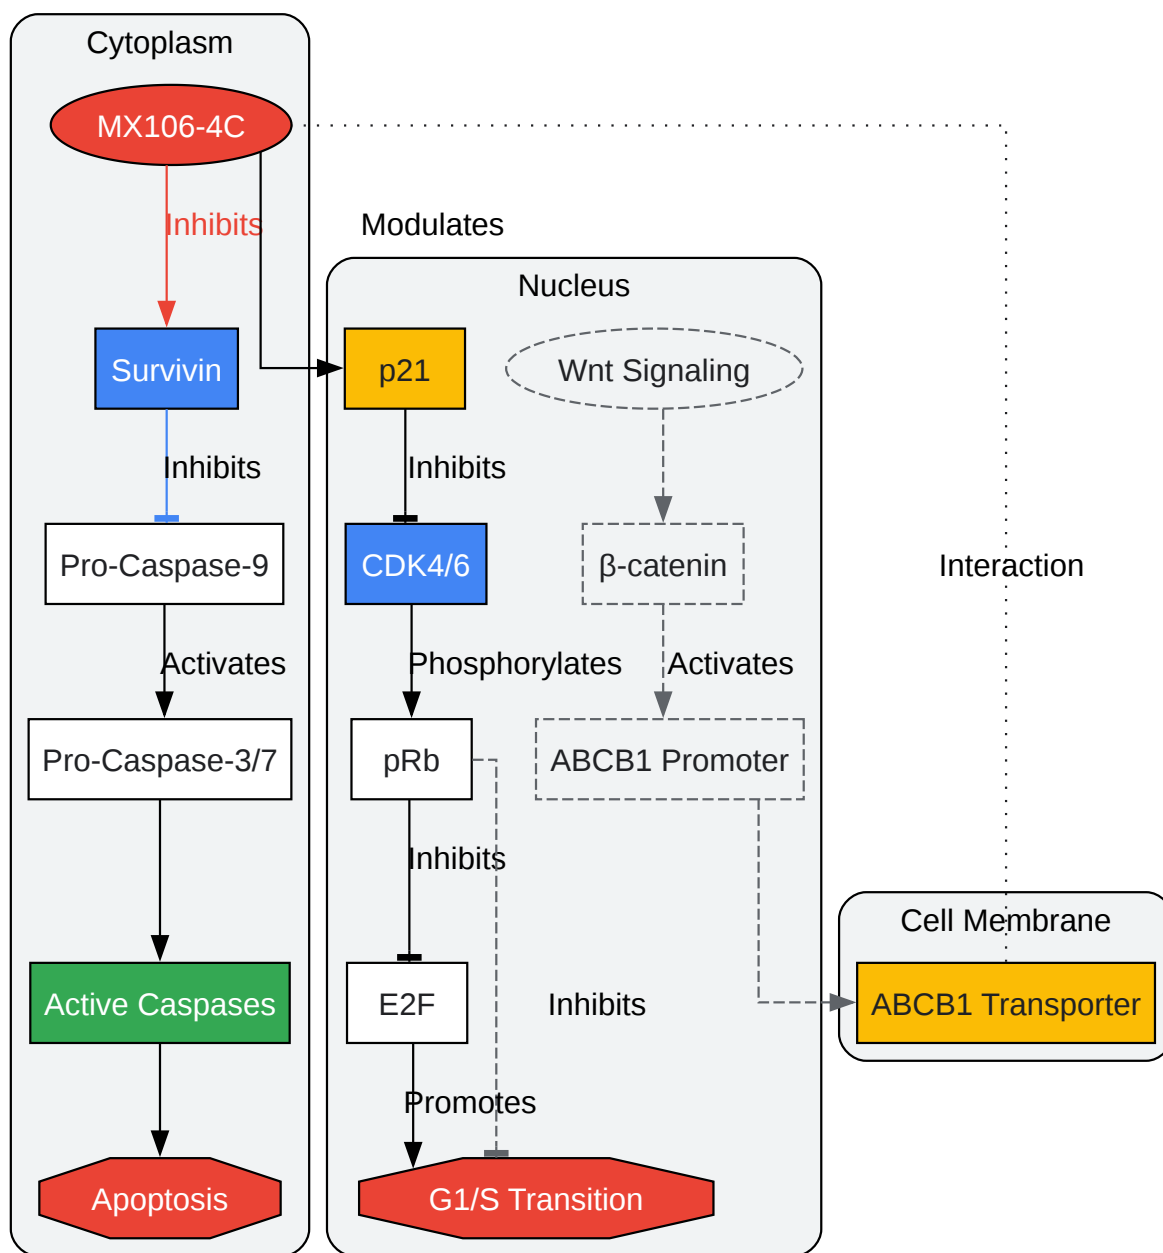 Cytoplasm
MX106-4C
Inhibits
Modulates
Nucleus
Survivin
p21
Wnt Signaling
Inhibits
Inhibits
Pro-Caspase-9
CDK4/6
β-catenin
Interaction
Activates
Phosphorylates
Activates
Pro-Caspase-3/7
pRb
ABCB1 Promoter
Inhibits
Cell Membrane
Active Caspases
E2F
Inhibits
ABCB1 Transporter
Promotes
Apoptosis
G1/S Transition